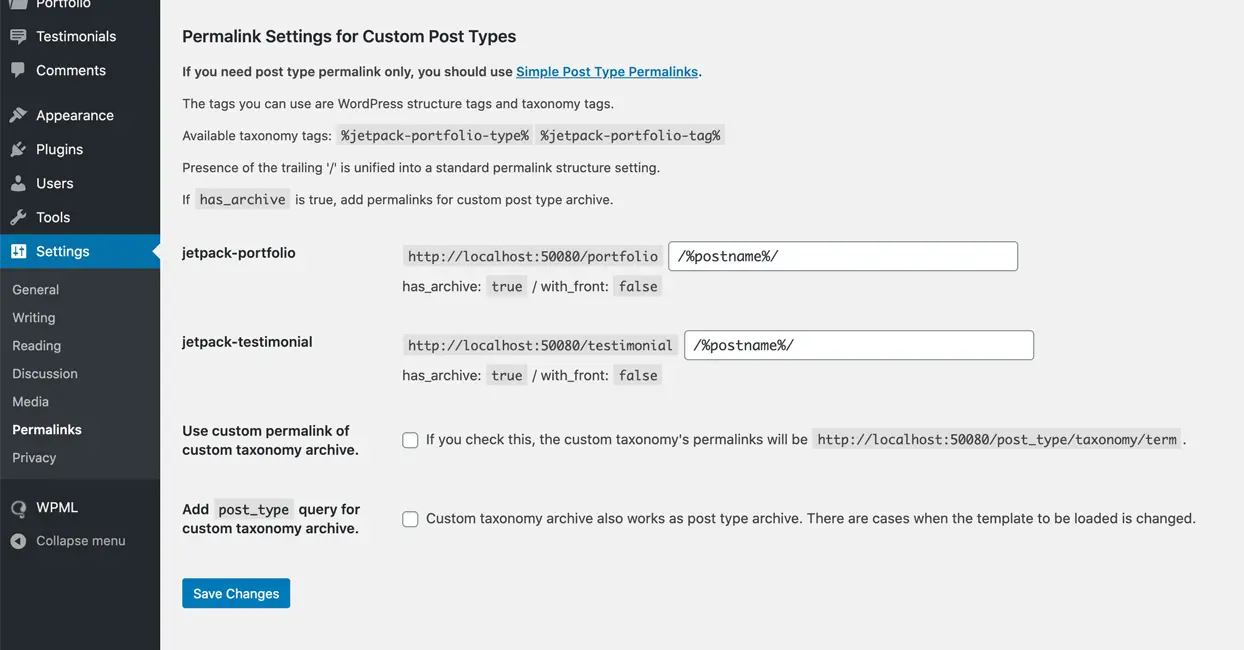 Portfolio
Testimonials
Comments
Appearance
Plugins
Users
Tools
Settings
General
Writing
Reading
Discussion
Media
Permalinks
Privacy
WPML
Collapse menu
Permalink Settings for Custom Post Types
If you need post type permalink only, you should use Simple Post Type Permalinks.
The tags you can use are WordPress structure tags and taxonomy tags.
Available taxonomy tags: %jetpack-portfolio-type% %jetpack-portfolio-tag%
Presence of the trailing '/' is unified into a standard permalink structure setting.
If has_archive is true, add permalinks for custom post type archive.
jetpack-portfolio http://localhost:50080/portfolio /%postname%/
has_archive: true / with_front: false
jetpack-testimonial http://localhost:50080/testimonial /%postname%/
has_archive: true / with_front: false
Use custom permalink of
custom taxonomy archive.
If you check this, the custom taxonomy's permalinks will be http://localhost:50080/post_type/taxonomy/term .
Add post_type query for
custom taxonomy archive.
Custom taxonomy archive also works as post type archive. There are cases when the template to be loaded is changed.
Save Changes